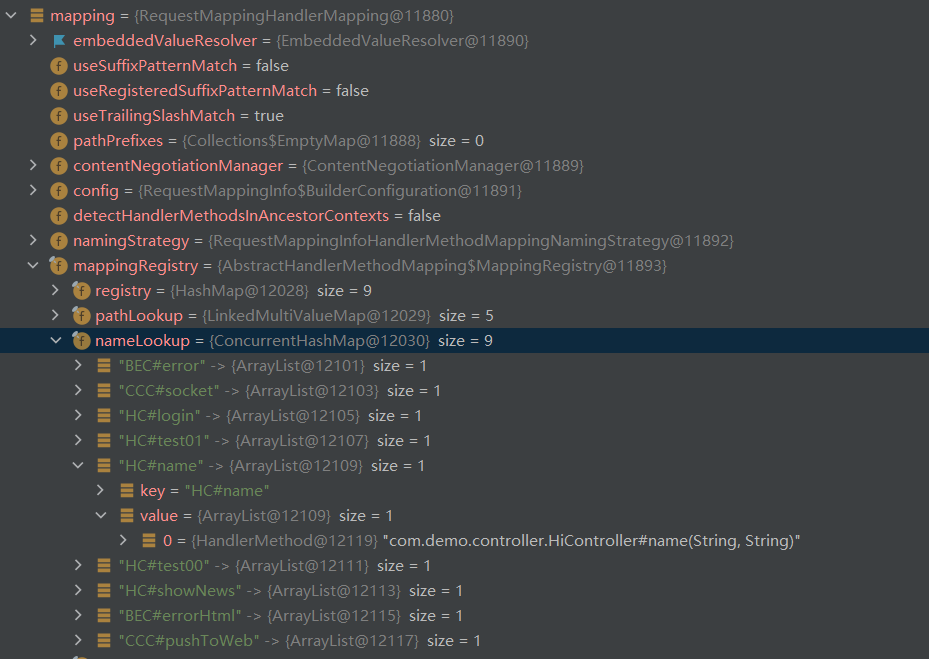 mapping = {RequestMappingHandlerMapping@11880}
embeddedValueResolver = {EmbeddedValueResolver@11890}
f useSuffixPatternMatch = false
f useRegisteredSuffixPatternMatch = false
f useTrailingSlashMatch = true
f pathPrefixes = {Collections$EmptyMap@11888} size = 0
f contentNegotiationManager = {ContentNegotiationManager@11889}
f config = {RequestMappingInfo$BuilderConfiguration@11891}
f detectHandlerMethodsInAncestorContexts = false
f namingStrategy = {RequestMappingInfoHandlerMethodMappingNamingStrategy@11892}
f mappingRegistry = {AbstractHandlerMethodMapping$MappingRegistry@11893}
f registry = {HashMap@12028} size = 9
f pathLookup = {LinkedMultiValueMap@12029} size = 5
f nameLookup = {ConcurrentHashMap@12030} size = 9
"BEC#error" -> {ArrayList@12101} size = 1
"CCC#socket" -> {ArrayList@12103} size = 1
"HC#login" -> {ArrayList@12105} size = 1
"HC#test01" -> {ArrayList@12107} size = 1
"HC#name" -> {ArrayList@12109} size = 1
key = "HC#name"
value = {ArrayList@12109} size = 1
0 = {HandlerMethod@12119} "com.demo.controller.HiController#name(String, String)"
"HC#test00" -> {ArrayList@12111} size = 1
"HC#showNews" -> {ArrayList@12113} size = 1
"BEC#errorHtml" -> {ArrayList@12115} size = 1
"CCC#pushToWeb" -> {ArrayList@12117} size = 1